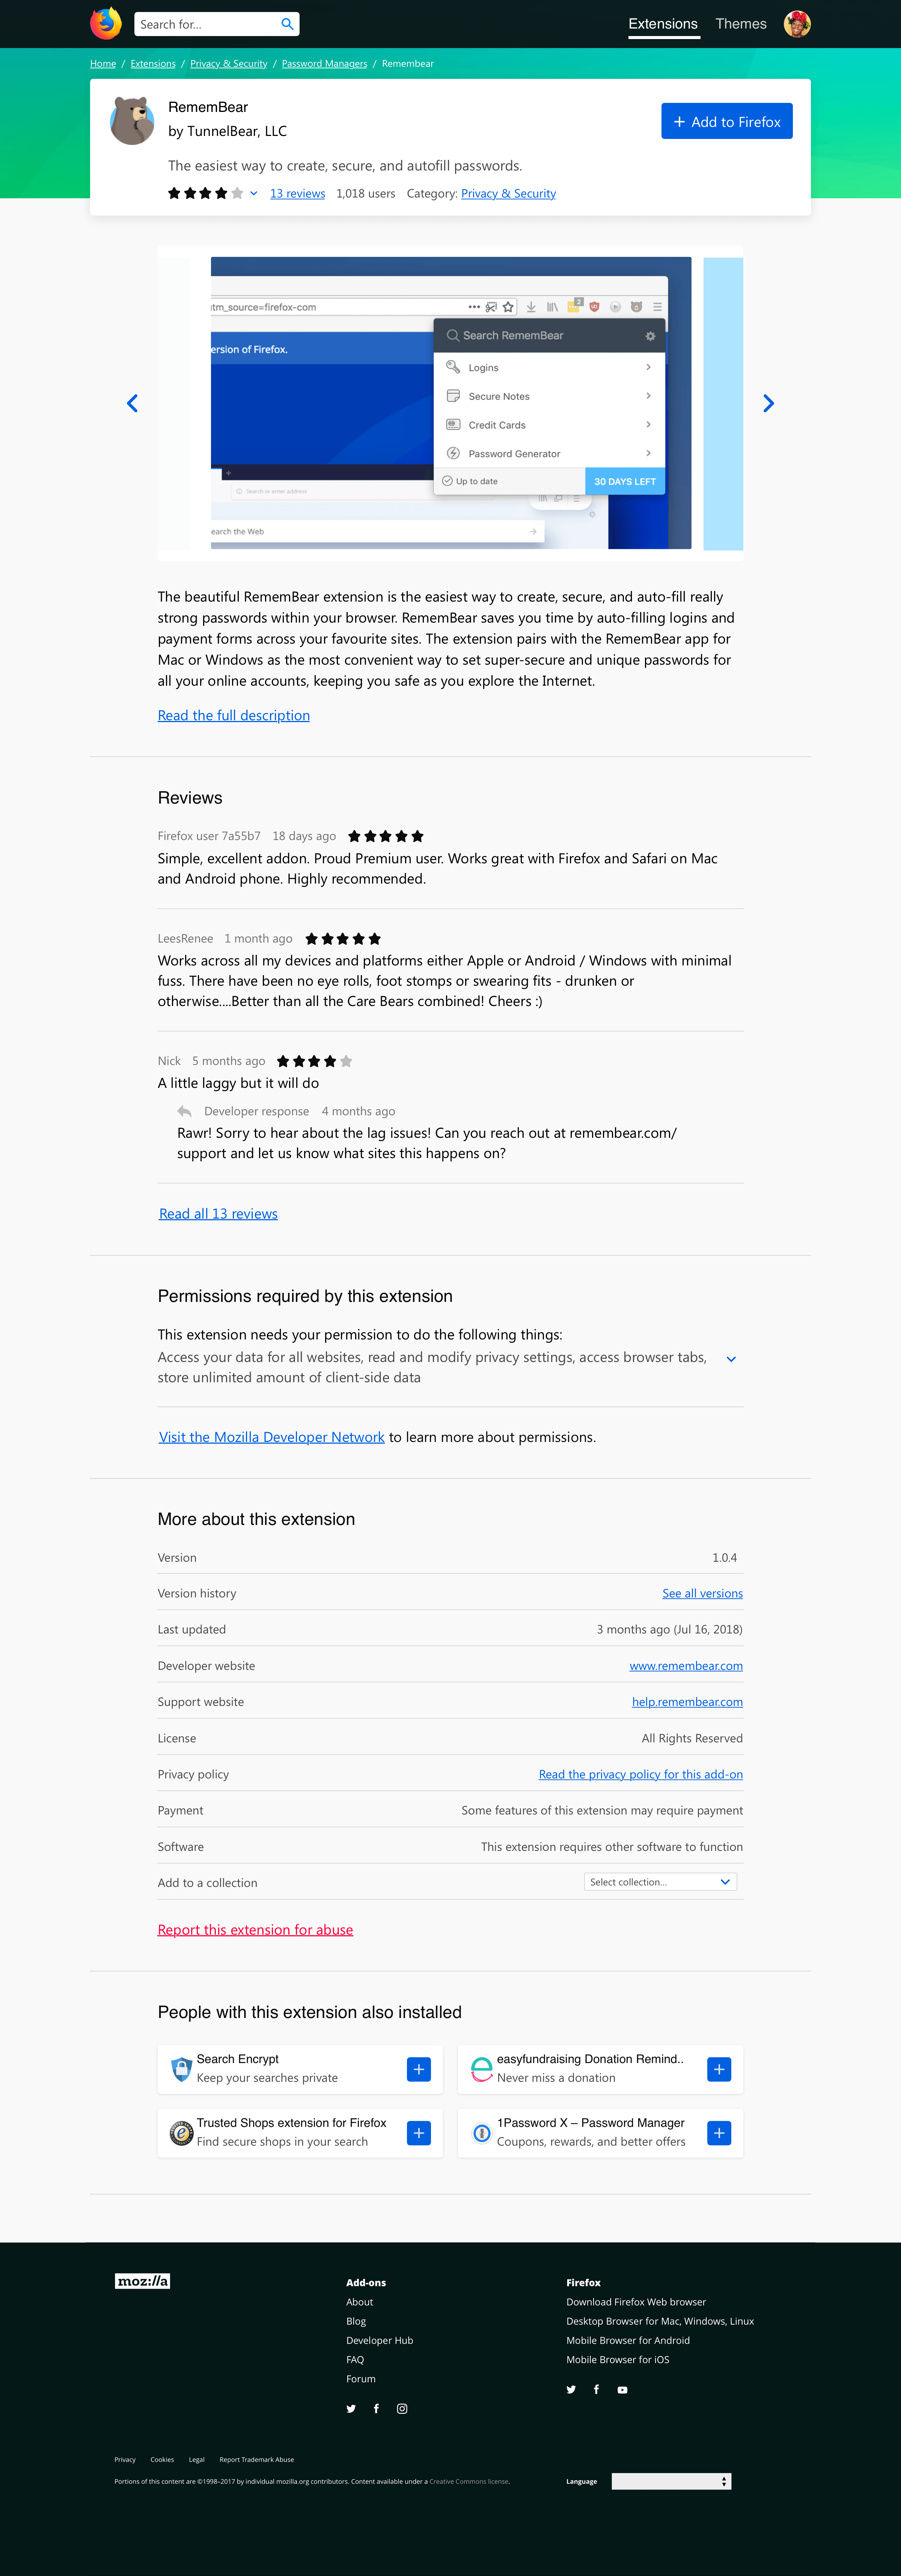 Search for...
Extensions
Themes
Home / Extensions / Privacy & Security / Password Managers / Remembear
RememBear
by TunnelBear, LLC
+ Add to Firefox
The easiest way to create, secure, and autofill passwords.
13 reviews 1,018 users Category: Privacy & Security
tm_source=firefox-com
2
Search RememBear
ersion of Firefox.
Logins
Secure Notes
Credit Cards
Password Generator
Up to date
30 DAYS LEFT
Search or enter address
earch the Web
The beautiful RememBear extension is the easiest way to create, secure, and auto-fill really
strong passwords within your browser. RememBear saves you time by auto-filling logins and
payment forms across your favourite sites. The extension pairs with the RememBear app for
Mac or Windows as the most convenient way to set super-secure and unique passwords for
all your online accounts, keeping you safe as you explore the Internet.
Read the full description
Reviews
Firefox user 7a55b7 18 days ago
Simple, excellent addon. Proud Premium user. Works great with Firefox and Safari on Mac
and Android phone. Highly recommended.
LeesRenee 1 month ago
Works across all my devices and platforms either Apple or Android / Windows with minimal
fuss. There have been no eye rolls, foot stomps or swearing fits - drunken or
otherwise....Better than all the Care Bears combined! Cheers :)
Nick 5 months ago
A little laggy but it will do
Developer response 4 months ago
Rawr! Sorry to hear about the lag issues! Can you reach out at remembear.com/
support and let us know what sites this happens on?
Read all 13 reviews
Permissions required by this extension
This extension needs your permission to do the following things:
Access your data for all websites, read and modify privacy settings, access browser tabs,
store unlimited amount of client-side data
Visit the Mozilla Developer Network to learn more about permissions.
More about this extension
Version 1.0.4
Version history See all versions
Last updated 3 months ago (Jul 16, 2018)
Developer website www.remembear.com
Support website help.remembear.com
License All Rights Reserved
Privacy policy Read the privacy policy for this add-on
Payment Some features of this extension may require payment
Software This extension requires other software to function
Add to a collection Select collection...
Report this extension for abuse
People with this extension also installed
Search Encrypt
Keep your searches private
easyfundraising Donation Remind..
Never miss a donation
Trusted Shops extension for Firefox
Find secure shops in your search
1Password X – Password Manager
Coupons, rewards, and better offers
moz://a
Add-ons
About
Blog
Developer Hub
FAQ
Forum
Firefox
Download Firefox Web browser
Desktop Browser for Mac, Windows, Linux
Mobile Browser for Android
Mobile Browser for iOS
Privacy Cookies Legal Report Trademark Abuse
Portions of this content are ©1998–2017 by individual mozilla.org contributors. Content available under a Creative Commons license.
Language